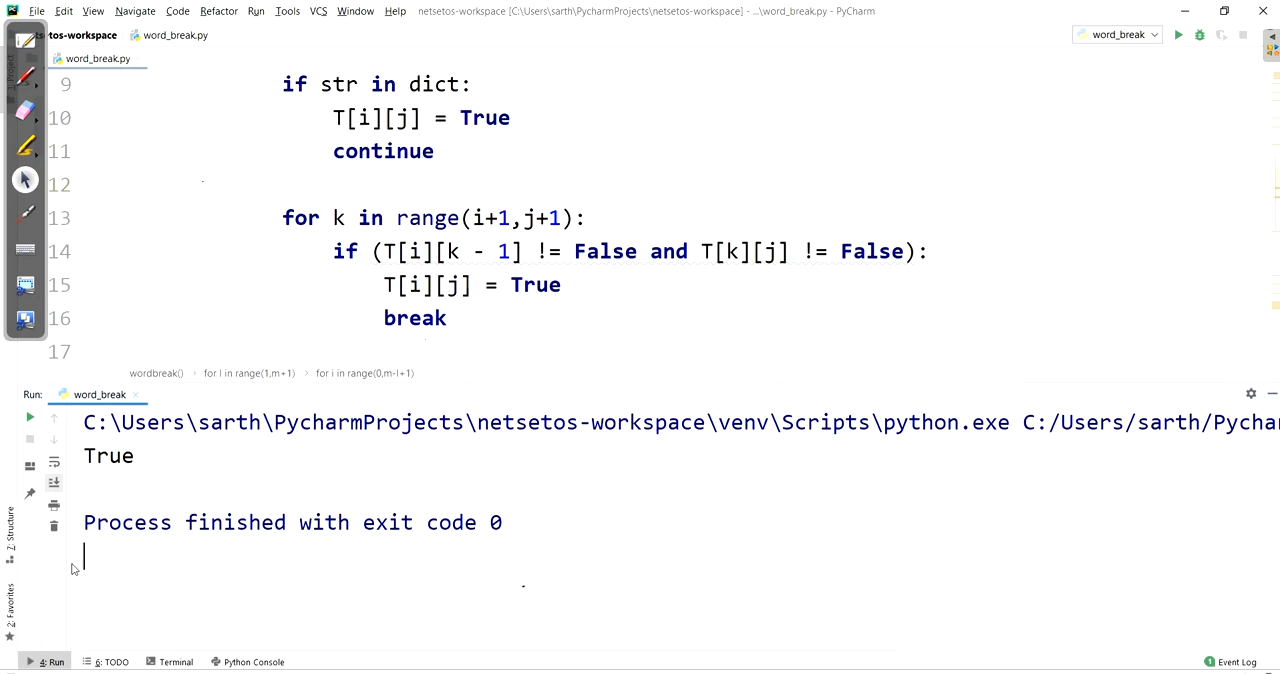 File Edit View Navigate Code Refactor Run Tools VCS Window Help netsetos-workspace [C:\Users\sarth\PycharmProjects\netsetos-workspace] - ...\word_break.py - PyCharm
tsetos-workspace word_break.py word_break
word_break.py
1: Project
9 if str in dict:
10 T[i][j] = True
11 continue
12
13 for k in range(i+1,j+1):
14 if (T[i][k - 1] != False and T[k][j] != False):
15 T[i][j] = True
16 break
17
wordbreak() for l in range(1,m+1) for i in range(0,m-l+1)
Run: word_break
C:\Users\sarth\PycharmProjects\netsetos-workspace\venv\Scripts\python.exe C:/Users/sarth/Pychar
True
Process finished with exit code 0
7: Structure
2: Favorites
4: Run 6: TODO Terminal Python Console 1 Event Log